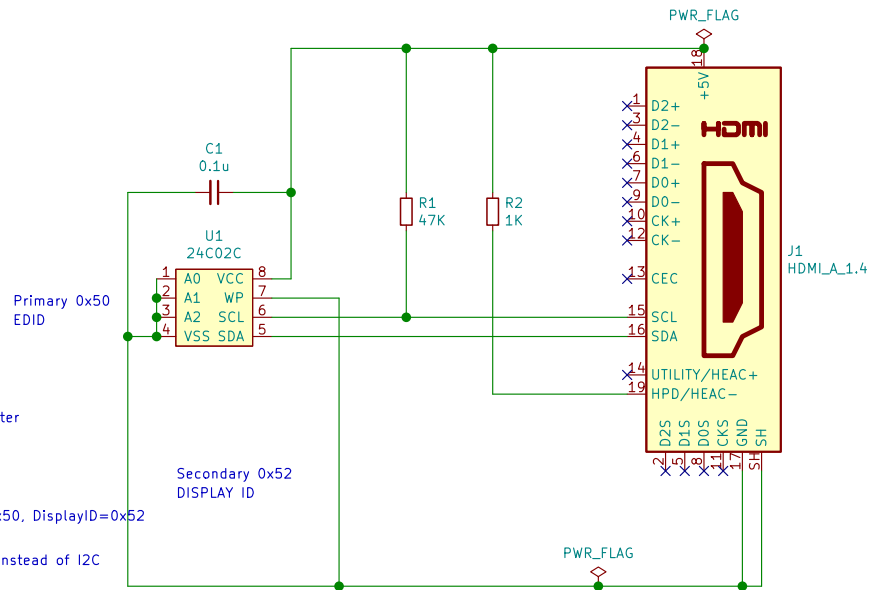 PWR_FLAG
18
+5V
1 D2+
3 D2-
4 D1+
6 D1-
7 D0+
9 D0-
10 CK+
12 CK-
13 CEC
15 SCL
16 SDA
14 UTILITY/HEAC+
19 HPD/HEAC-
HDMI
J1
HDMI_A_1.4
D2S D1S D0S CKS GND SH
2 5 8 11 17 SH
C1
0.1u
R1
47K
R2
1K
U1
24C02C
1 A0 VCC 8
2 A1 WP 7
3 A2 SCL 6
4 VSS SDA 5
Primary 0x50
EDID
ter
Secondary 0x52
DISPLAY ID
50, DisplayID=0x52
nstead of I2C
PWR_FLAG